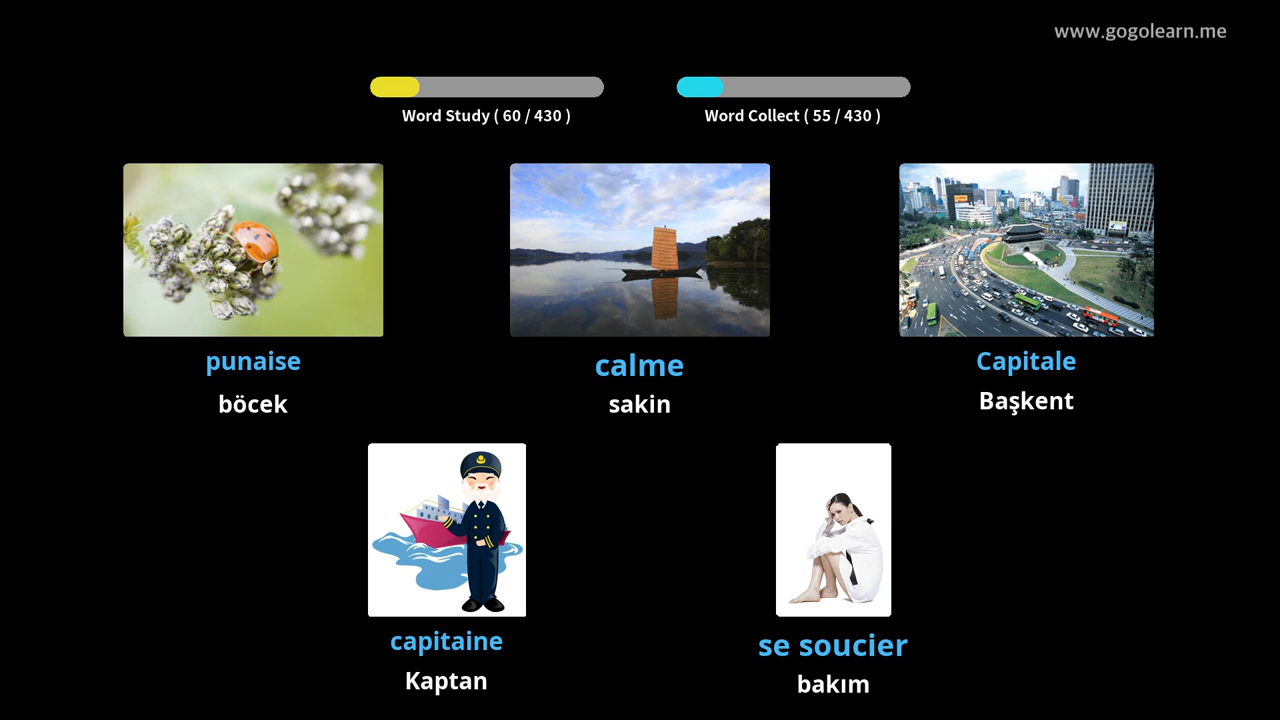 www.gogolearn.me
Word Study ( 60 / 430 )
Word Collect ( 55 / 430 )
punaise
böcek
calme
sakin
Capitale
Başkent
capitaine
Kaptan
se soucier
bakım